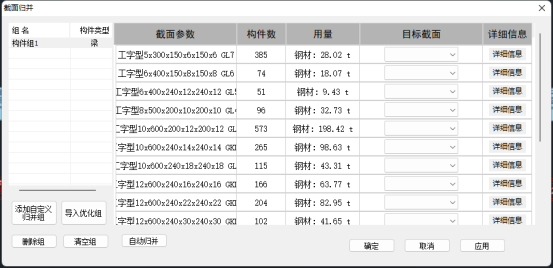 截面归并
组 名 构件类型
构件组1 梁
截面参数 构件数 用量 目标截面 详细信息
工字型5x300x150x6x150x6 GL7 385 钢材: 28.02 t 详细信息
工字型6x400x150x8x150x8 GL6 74 钢材: 18.07 t 详细信息
工字型6x400x240x12x240x12 GL5 51 钢材: 9.43 t 详细信息
工字型8x500x200x10x200x10 GL4 96 钢材: 32.73 t 详细信息
工字型10x600x200x12x200x12 GL 573 钢材: 198.42 t 详细信息
工字型10x600x240x14x240x14 GKL 265 钢材: 98.63 t 详细信息
工字型10x600x240x18x240x18 GL 115 钢材: 43.31 t 详细信息
工字型12x600x240x16x240x16 GKL 166 钢材: 63.77 t 详细信息
工字型12x600x240x22x240x22 GKL 204 钢材: 82.95 t 详细信息
工字型12x600x240x30x240x30 GKL 102 钢材: 41.65 t 详细信息
添加自定义
归并组
导入优化组
删除组 清空组 自动归并
确定 取消 应用